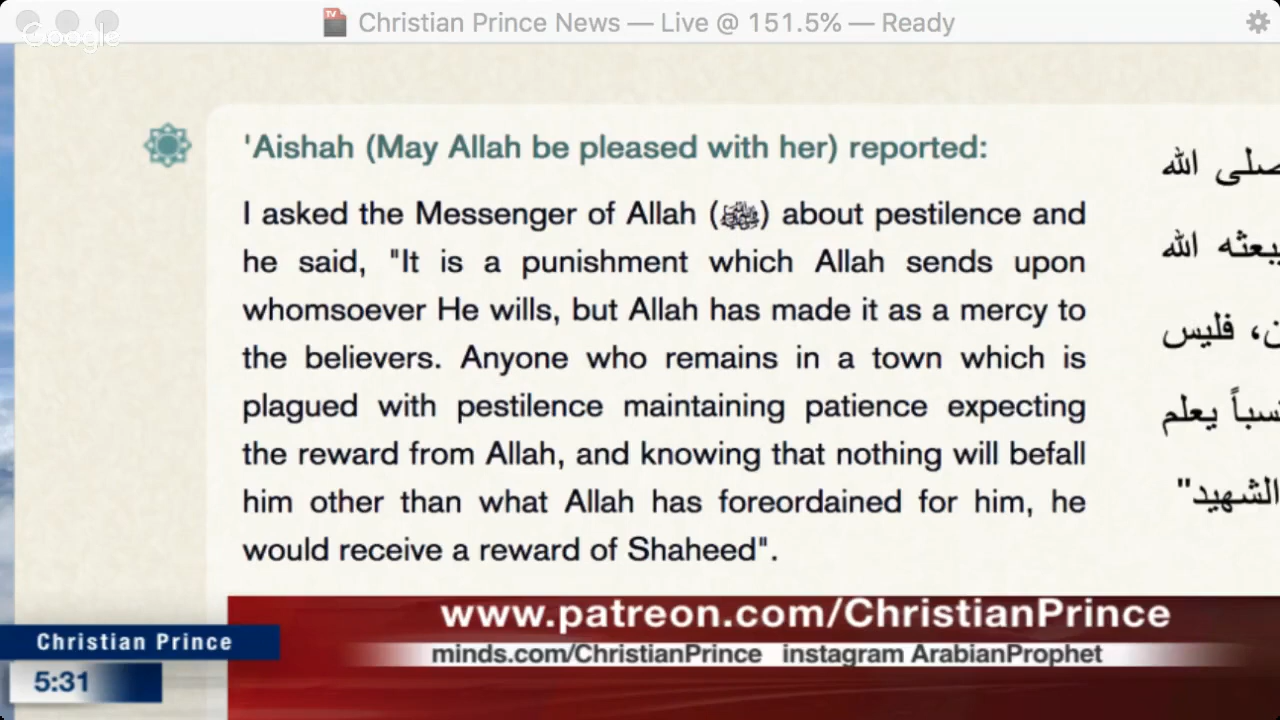 Christian Prince News — Live @ 151.5% — Ready
Google
TV
'Aishah (May Allah be pleased with her) reported:
I asked the Messenger of Allah (ﷺ) about pestilence and
he said, "It is a punishment which Allah sends upon
whomsoever He wills, but Allah has made it as a mercy to
the believers. Anyone who remains in a town which is
plagued with pestilence maintaining patience expecting
the reward from Allah, and knowing that nothing will befall
him other than what Allah has foreordained for him, he
would receive a reward of Shaheed".
صلى الله
يبعثه الله
فليس
يعلم
الشهيد"
www.patreon.com/ChristianPrince
minds.com/ChristianPrince instagram ArabianProphet
Christian Prince
5:31